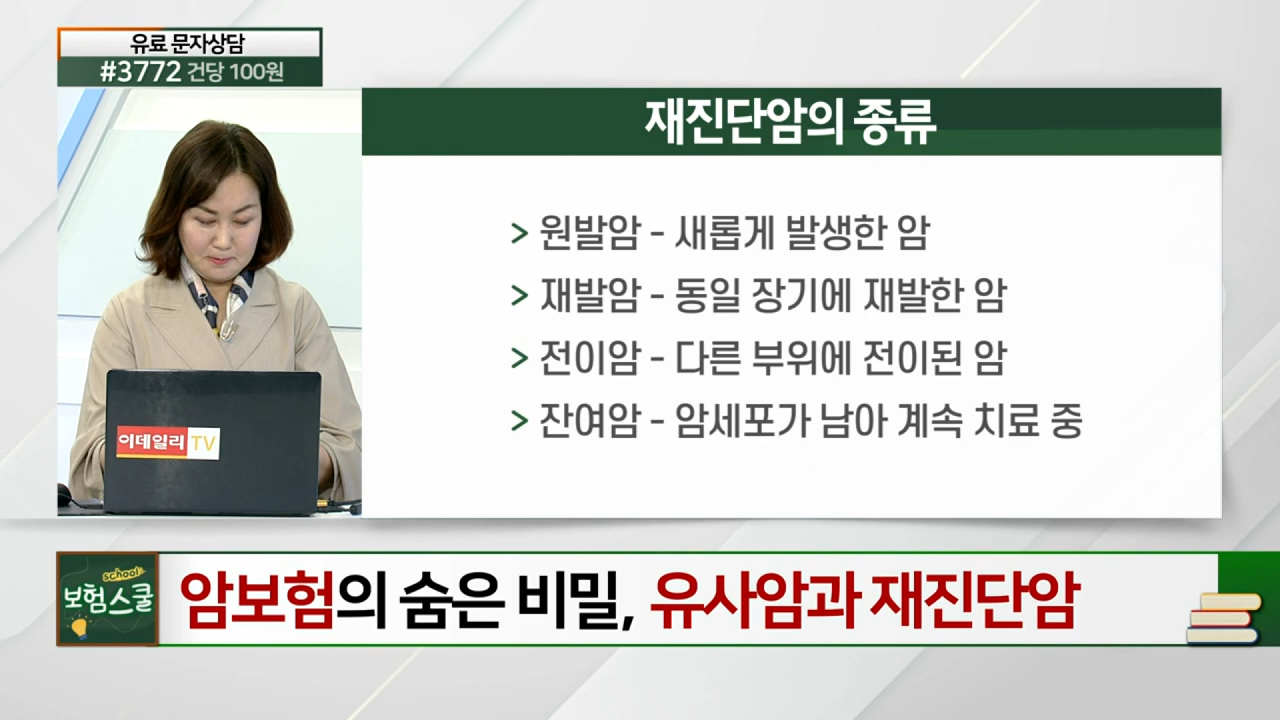 유료 문자상담
#3772 건당 100원
재진단암의 종류
> 원발암 - 새롭게 발생한 암
> 재발암 - 동일 장기에 재발한 암
> 전이암 - 다른 부위에 전이된 암
> 잔여암 - 암세포가 남아 계속 치료 중
이데일리 TV
school
보험스쿨
암보험의 숨은 비밀, 유사암과 재진단암